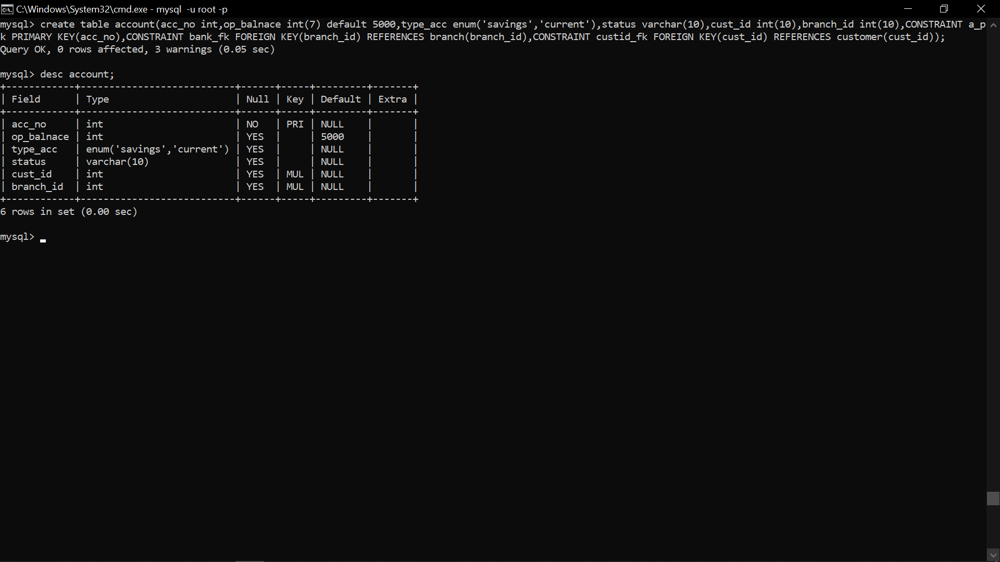 C:\Windows\System32\cmd.exe - mysql  -u root -p
mysql> create table account(acc_no int,op_balnace int(7) default 5000,type_acc enum('savings','current'),status varchar(10),cust_id int(10),branch_id int(10),CONSTRAINT a_p
k PRIMARY KEY(acc_no),CONSTRAINT bank_fk FOREIGN KEY(branch_id) REFERENCES branch(branch_id),CONSTRAINT custid_fk FOREIGN KEY(cust_id) REFERENCES customer(cust_id));
Query OK, 0 rows affected, 3 warnings (0.05 sec)

mysql> desc account;
+------------+---------------------------+------+-----+---------+-------+
| Field      | Type                      | Null | Key | Default | Extra |
+------------+---------------------------+------+-----+---------+-------+
| acc_no     | int                       | NO   | PRI | NULL    |       |
| op_balnace | int                       | YES  |     | 5000    |       |
| type_acc   | enum('savings','current') | YES  |     | NULL    |       |
| status     | varchar(10)               | YES  |     | NULL    |       |
| cust_id    | int                       | YES  | MUL | NULL    |       |
| branch_id  | int                       | YES  | MUL | NULL    |       |
+------------+---------------------------+------+-----+---------+-------+
6 rows in set (0.00 sec)

mysql>